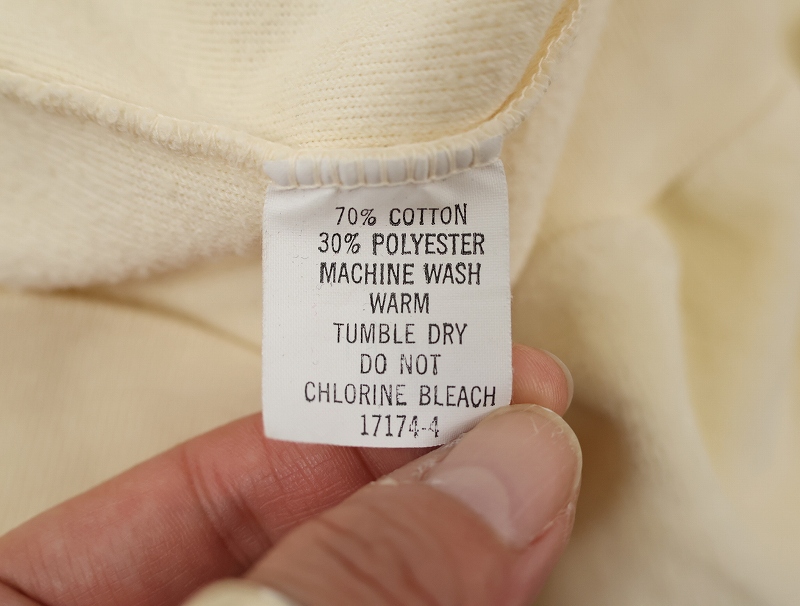 70% COTTON
30% POLYESTER
MACHINE WASH
WARM
TUMBLE DRY
DO NOT
CHLORINE BLEACH
17174-4